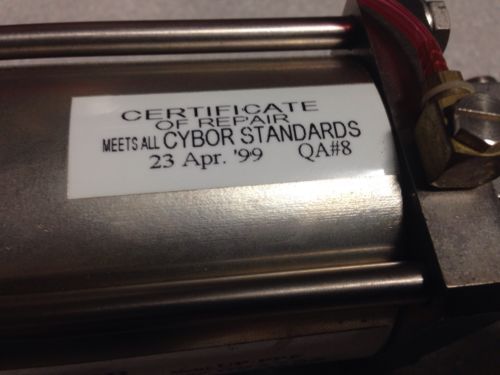 CERTIFICATE
OF REPAIR
MEETS ALL CYBOR STANDARDS
23 Apr. '99 QA#8